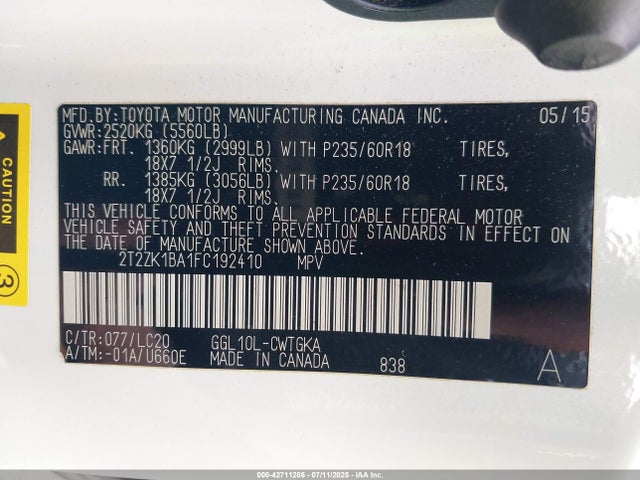 MFD.BY:TOYOTA MOTOR MANUFACTURING CANADA INC. 05/15
GVWR:2520KG (5560LB)
GAWR:FRT. 1360KG (2999LB) WITH P235/60R18 TIRES,
18X7 1/2J RIMS.
RR. 1385KG (3056LB) WITH P235/60R18 TIRES,
18X7 1/2J RIMS.
THIS VEHICLE CONFORMS TO ALL APPLICABLE FEDERAL MOTOR
VEHICLE SAFETY AND THEFT PREVENTION STANDARDS IN EFFECT ON
THE DATE OF MANUFACTURE SHOWN ABOVE.
2T2ZK1BA1FC192410 MPV
C/TR:077/LC20 GGL10L-CWTGKA
A/TM:-01A/U660E MADE IN CANADA 838 A
CAUTION
3
000-42711266 - 07/11/2025 - IAA Inc.